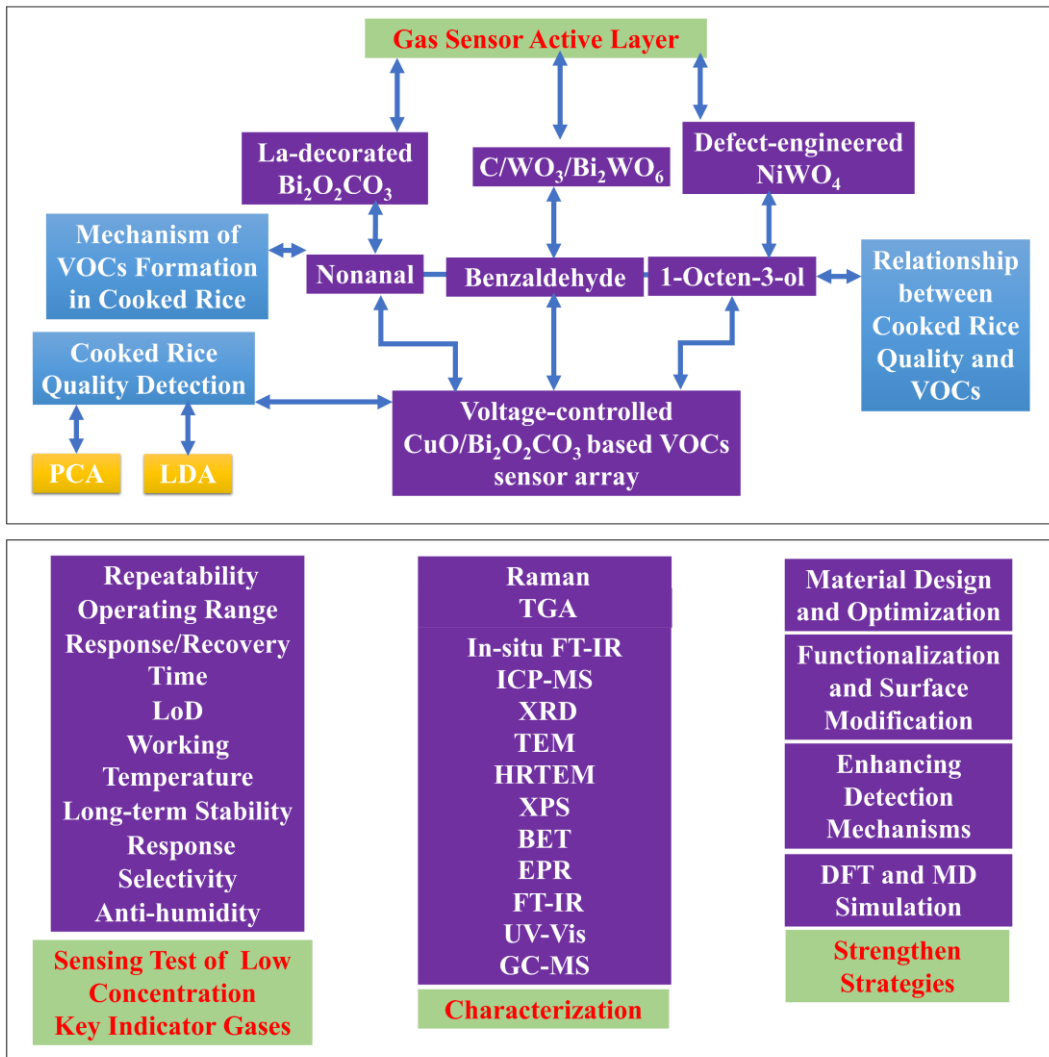 Gas Sensor Active Layer
La-decorated
Bi₂O₂CO₃
C/WO₃/Bi₂WO₆
Defect-engineered
NiWO₄
Mechanism of
VOCs Formation
in Cooked Rice
Nonanal
Benzaldehyde
1-Octen-3-ol
Relationship
between
Cooked Rice
Quality and
VOCs
Cooked Rice
Quality Detection
PCA
LDA
Voltage-controlled
CuO/Bi₂O₂CO₃ based VOCs
sensor array
Repeatability
Operating Range
Response/Recovery
Time
LoD
Working
Temperature
Long-term Stability
Response
Selectivity
Anti-humidity
Sensing Test of Low
Concentration
Key Indicator Gases
Raman
TGA
In-situ FT-IR
ICP-MS
XRD
TEM
HRTEM
XPS
BET
EPR
FT-IR
UV-Vis
GC-MS
Characterization
Material Design
and Optimization
Functionalization
and Surface
Modification
Enhancing
Detection
Mechanisms
DFT and MD
Simulation
Strengthen
Strategies